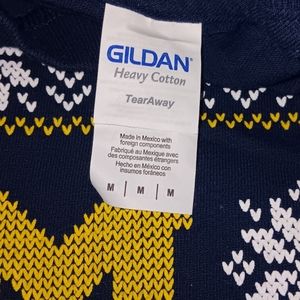 GILDAN
Heavy Cotton
TearAway
Made in Mexico with
foreign components
Fabriqué au Mexique avec
des composantes étrangers
Hecho en México con
insumos foráneos
M M M
M